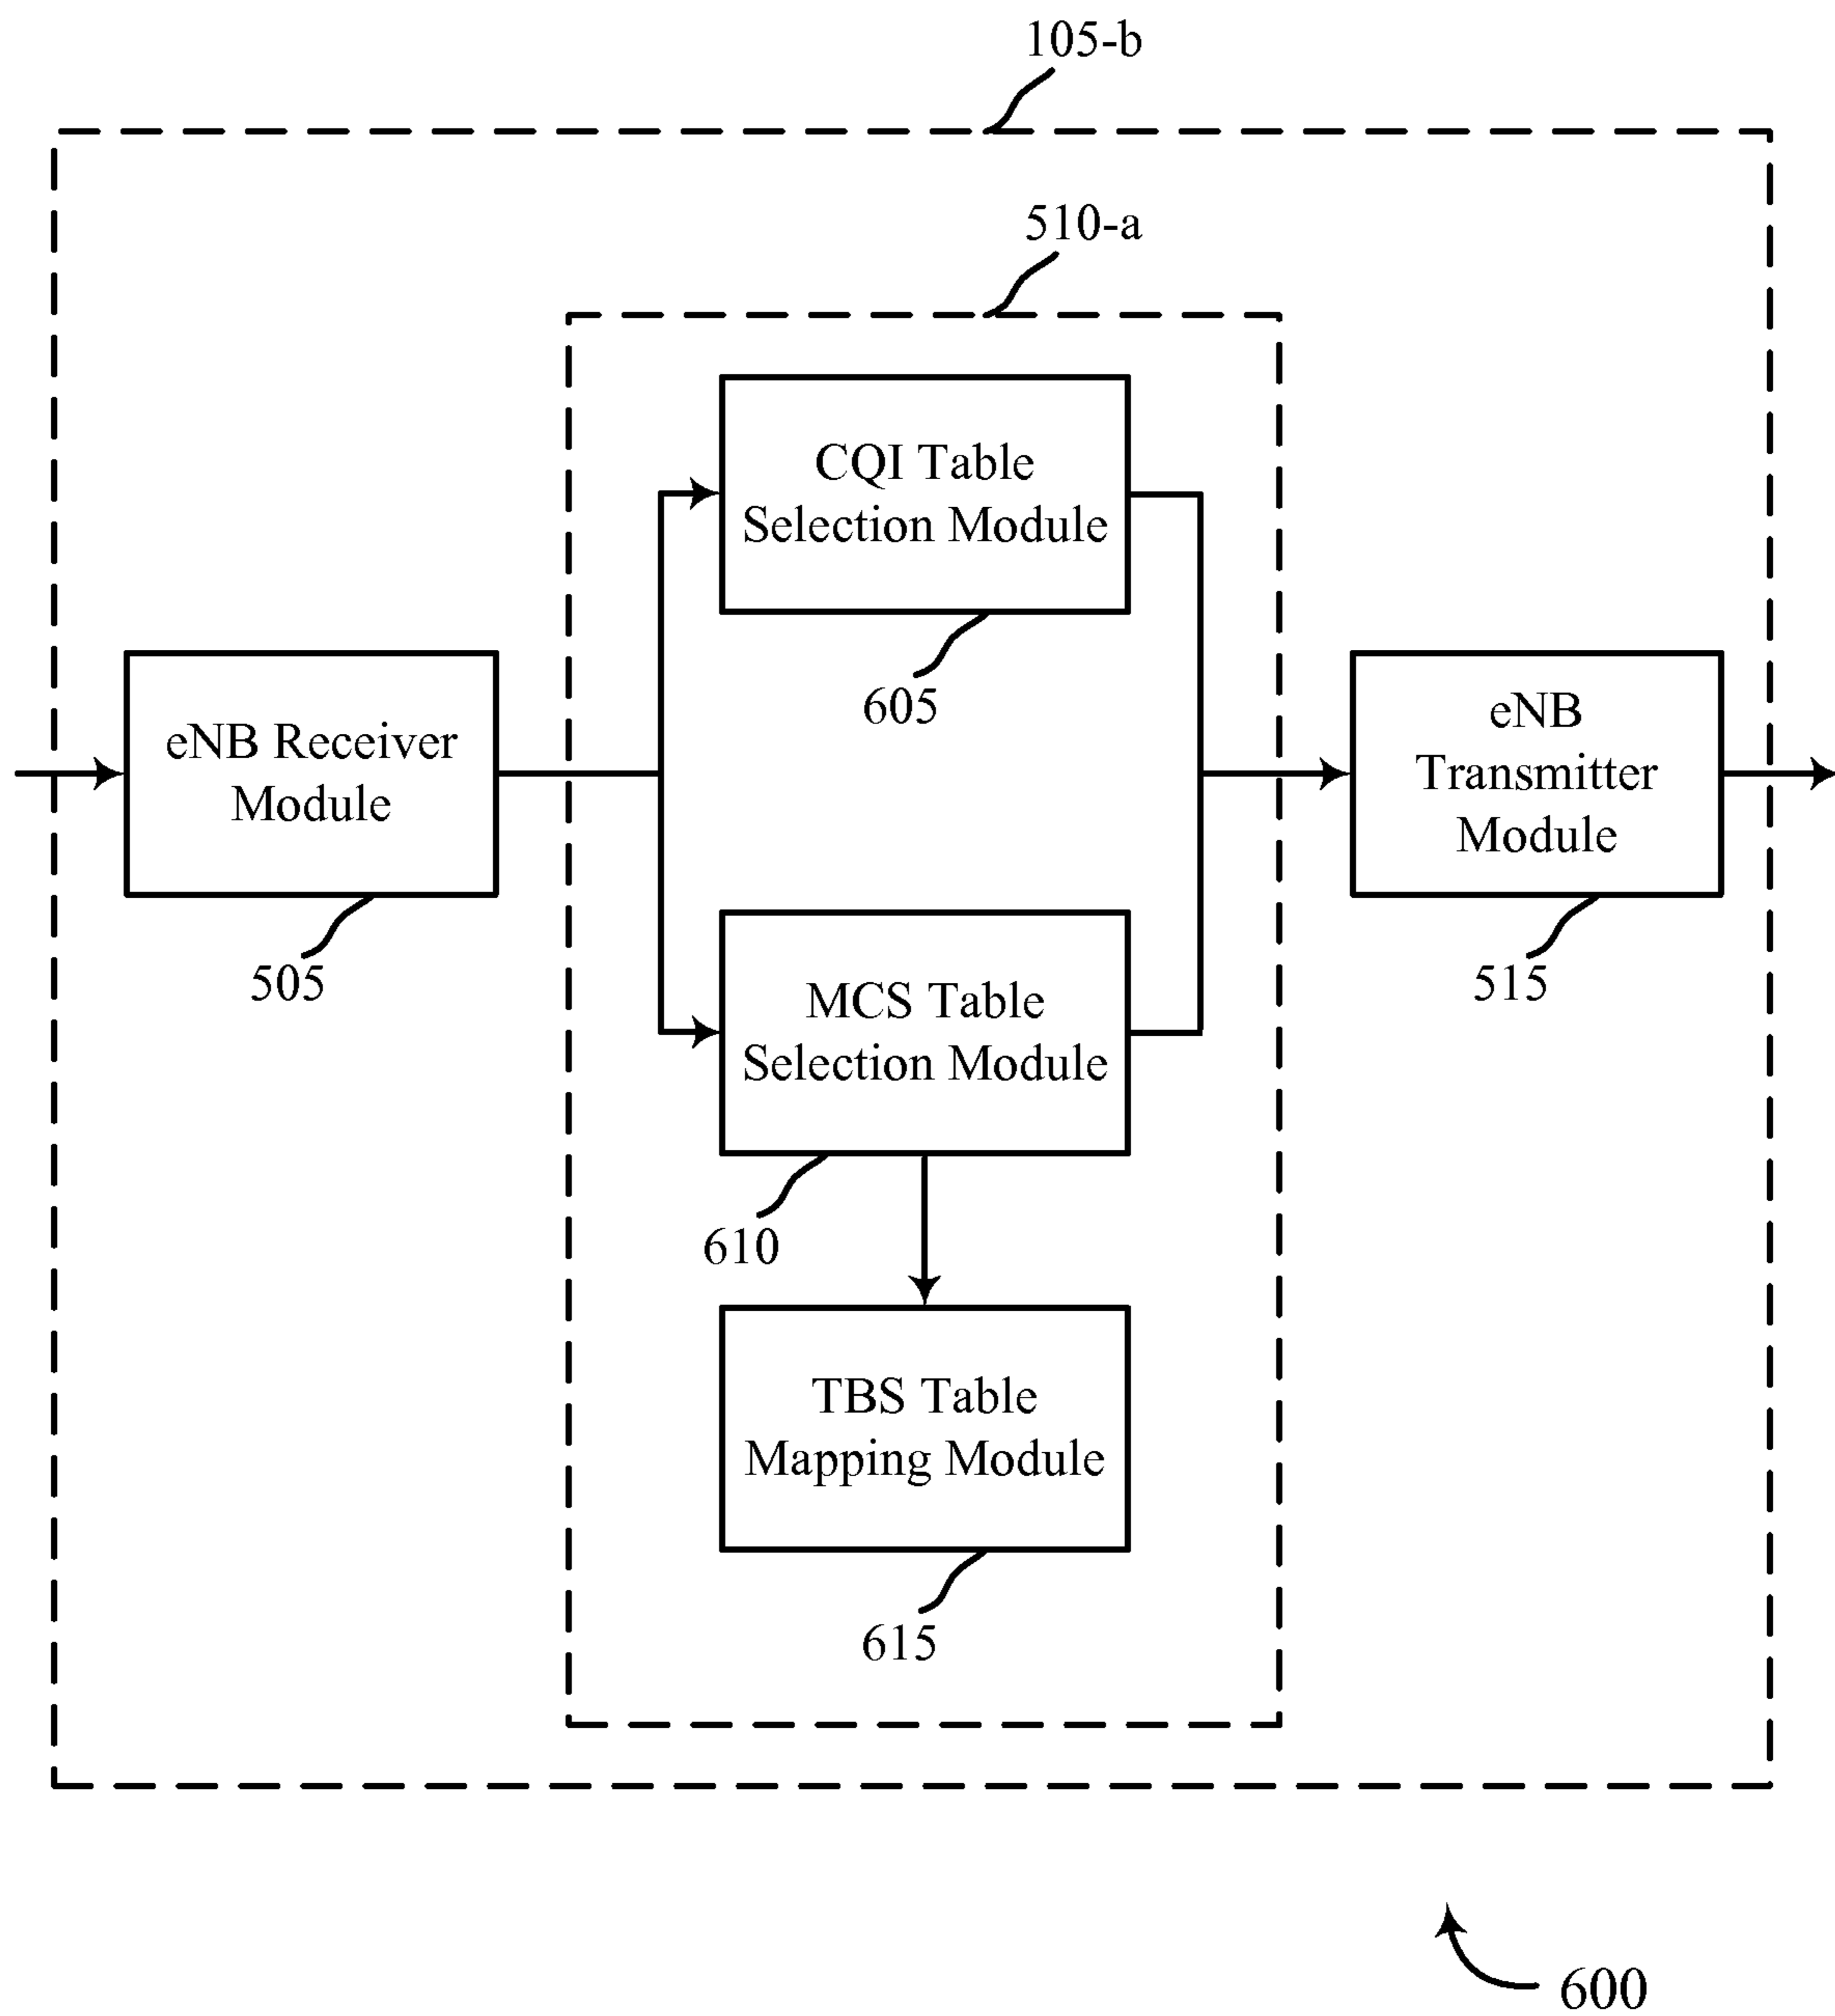 105-b
510-a
CQI Table
Selection Module
605
eNB Receiver
Module
505
eNB
Transmitter
Module
515
MCS Table
Selection Module
610
TBS Table
Mapping Module
615
600